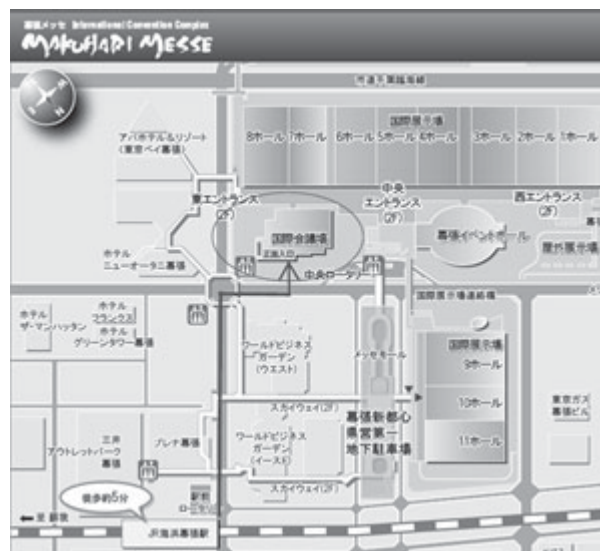 幕張メッセ International Convention Complex
MAKUHARI MESSE
市道千葉臨海線
国際展示場
8ホール
7ホール
6ホール
5ホール
4ホール
3ホール
2ホール
1ホール
アパホテル&リゾート
(東京ベイ幕張)
東エントランス
(2F)
中央
エントランス
(2F)
西エントランス
(2F)
国際会議場
正面入口
幕張イベントホール
屋外展示場
ホテル
ニューオータニ幕張
中央ロータリー
国際展示場連絡橋
ホテル
ザ・マンハッタン
ホテル
フランクス
ホテル
グリーンタワー幕張
ワールドビジネス
ガーデン
(ウエスト)
メッセモール
国際展示場
9ホール
10ホール
11ホール
スカイウェイ(2F)
東京ガス
幕張ビル
幕張新都心
県営第一
地下駐車場
三井
アウトレットパーク
幕張
プレナ幕張
ワールドビジネス
ガーデン
(イースト)
スカイウェイ(2F)
徒歩約5分
駅前
JR海浜幕張駅